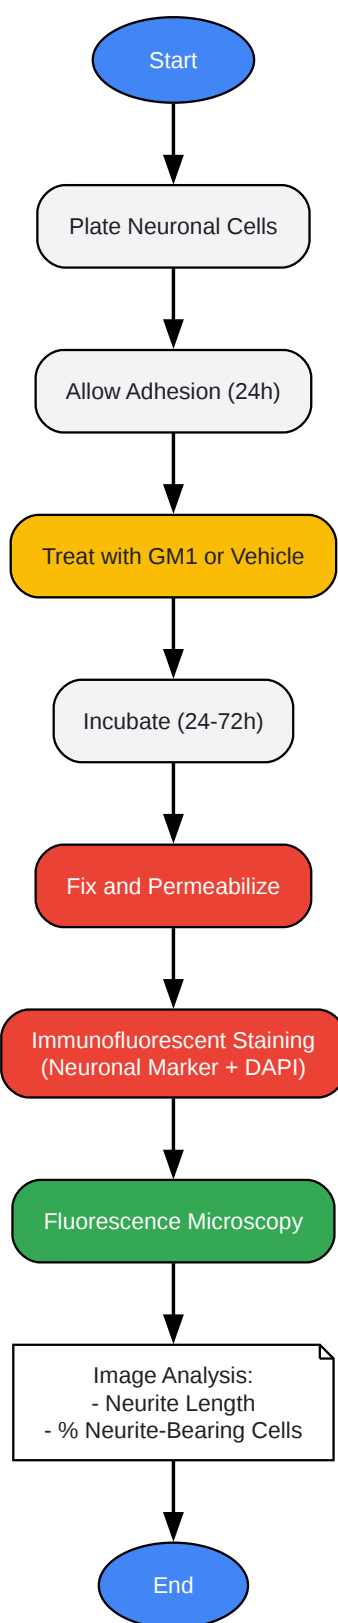 Start
Plate Neuronal Cells
Allow Adhesion (24h)
Treat with GM1 or Vehicle
Incubate (24-72h)
Fix and Permeabilize
Immunofluorescent Staining
(Neuronal Marker + DAPI)
Fluorescence Microscopy
Image Analysis:
- Neurite Length
- % Neurite-Bearing Cells
End